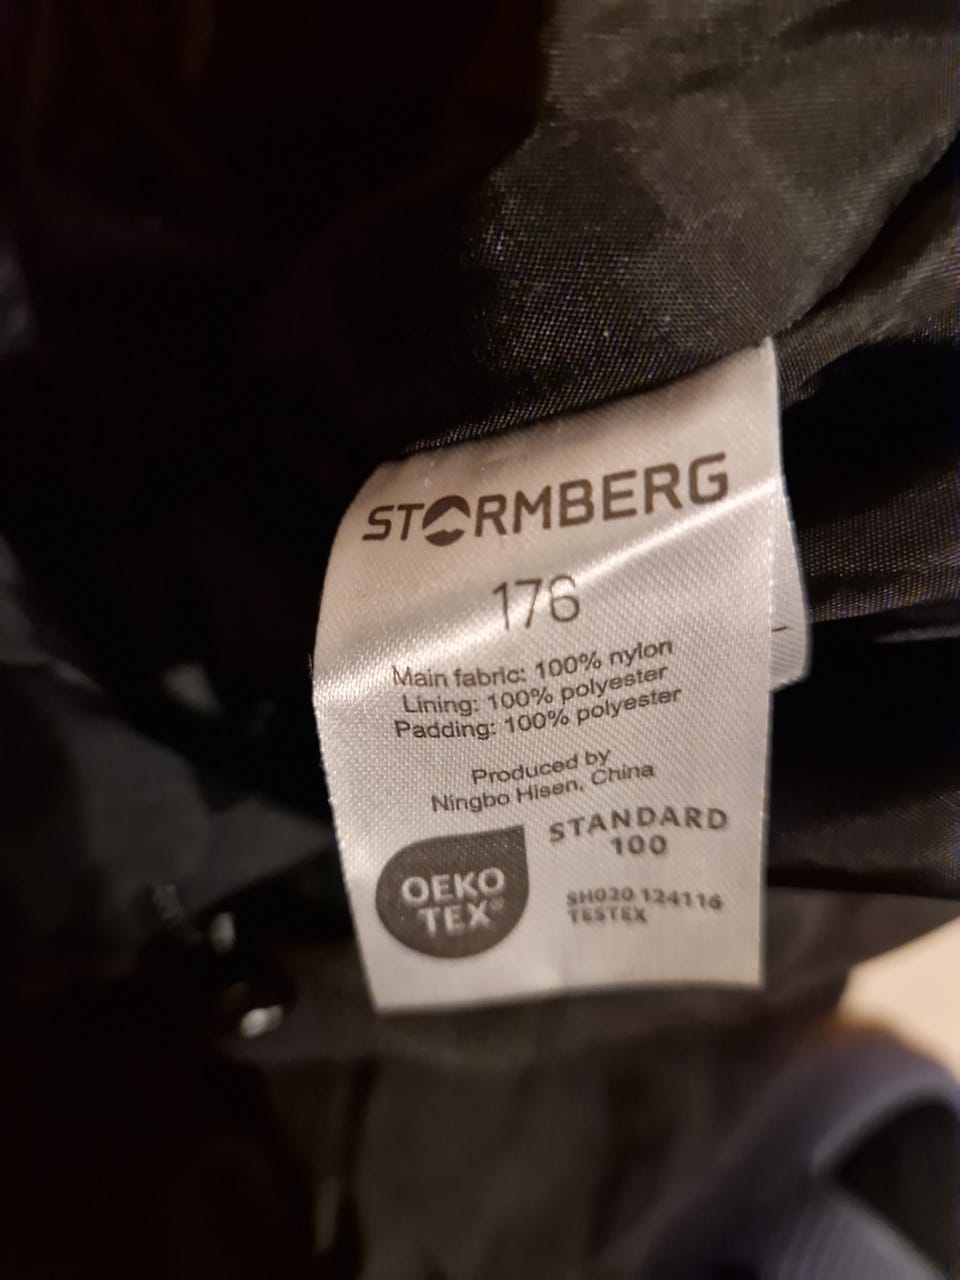 STORMBERG
176
Main fabric: 100% nylon
Lining: 100% polyester
Padding: 100% polyester
Produced by
Ningbo Hisen, China
STANDARD
100
OEKO
TEX®
SH020 124116
TESTEX